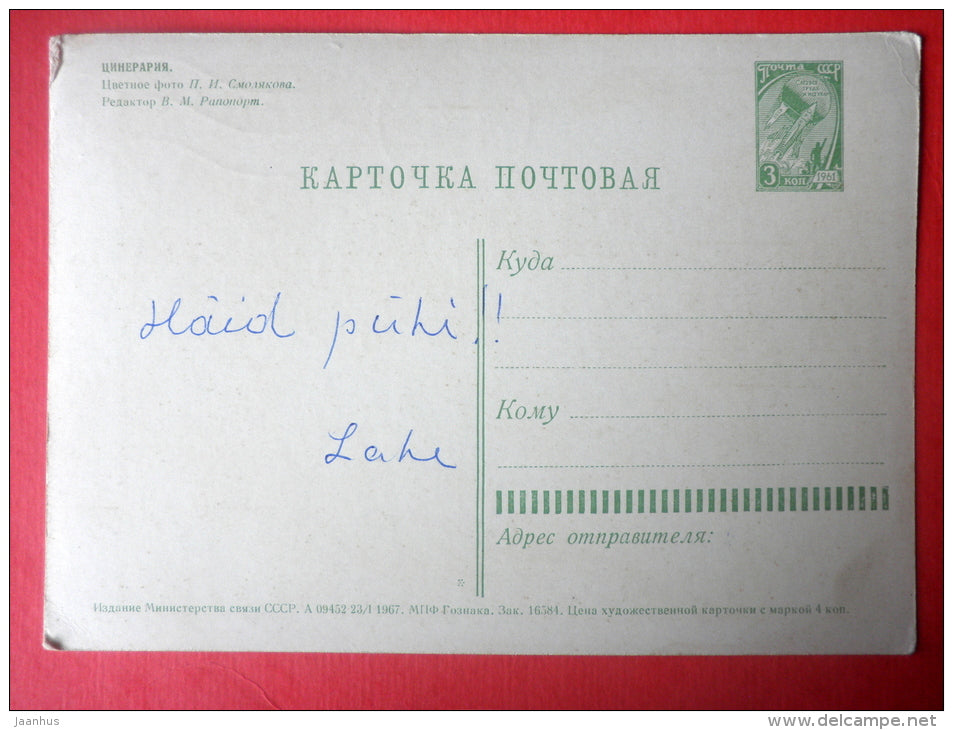 ЦИНЕРАРИЯ.
Цветное фото П. И. Смолякова.
Редактор В. М. Рапопорт.
ПОЧТА СССР
3 КОП
1961
КАРТОЧКА ПОЧТОВАЯ
Куда
Häid pühi!!
Кому
Lahe
Адрес отправителя:
Издание Министерства связи СССР. А 09452 23/I 1967. МПФ Гознака. Зак. 16584. Цена художественной карточки с маркой 4 коп.
jaanhus
www.delcampe.net